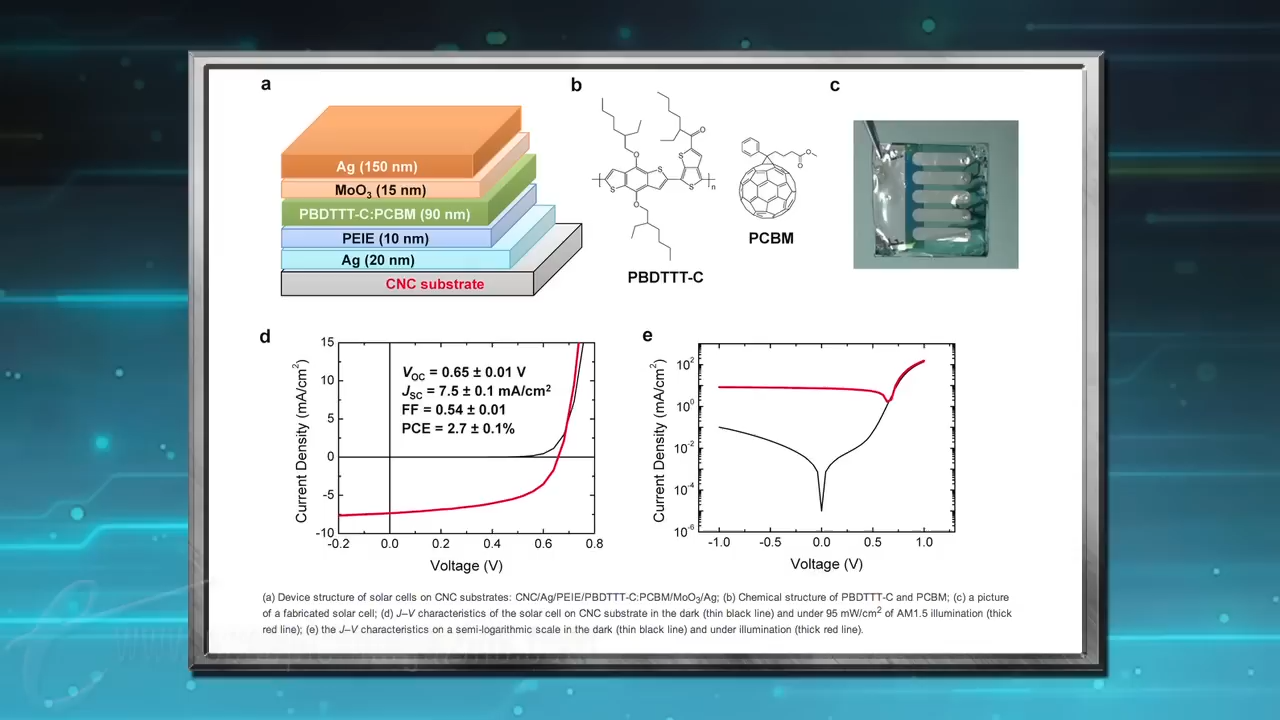 a
Ag (150 nm)
MoO3 (15 nm)
PBDTTT-C:PCBM (90 nm)
PEIE (10 nm)
Ag (20 nm)
CNC substrate
b
O
O
S
S
S
S
O
n
PBDTTT-C
O
O
PCBM
c
d
Current Density (mA/cm²)
15
10
5
0
-5
-10
VOC = 0.65 ± 0.01 V
JSC = 7.5 ± 0.1 mA/cm²
FF = 0.54 ± 0.01
PCE = 2.7 ± 0.1%
-0.2 0.0 0.2 0.4 0.6 0.8
Voltage (V)
e
Current Density (mA/cm²)
10²
10⁰
10⁻²
10⁻⁴
10⁻⁶
-1.0 -0.5 0.0 0.5 1.0
Voltage (V)
(a) Device structure of solar cells on CNC substrates: CNC/Ag/PEIE/PBDTTT-C:PCBM/MoO3/Ag; (b) Chemical structure of PBDTTT-C and PCBM; (c) a picture
of a fabricated solar cell; (d) J–V characteristics of the solar cell on CNC substrate in the dark (thin black line) and under 95 mW/cm² of AM1.5 illumination (thick
red line); (e) the J–V characteristics on a semi-logarithmic scale in the dark (thin black line) and under illumination (thick red line).